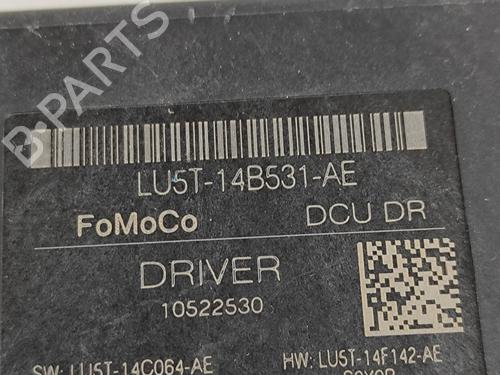 B-PARTS
LU5T-14B531-AE
FoMoCo DCU DR
DRIVER
10522530
SW: LU5T-14C064-AE HW: LU5T-14F142-AE